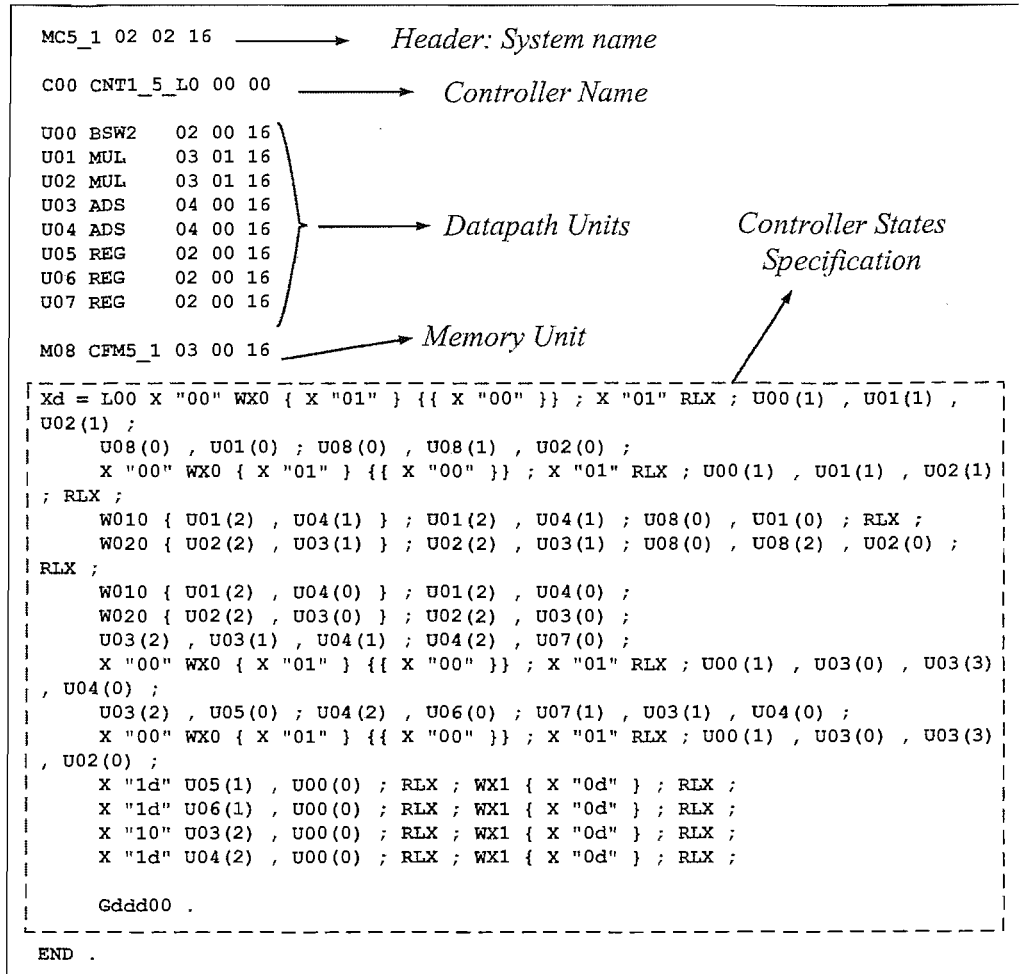 MC5_1 02 02 16 Header: System name
C00 CNT1_5_L0 00 00 Controller Name
U00 BSW2 02 00 16
U01 MUL 03 01 16
U02 MUL 03 01 16
U03 ADS 04 00 16
U04 ADS 04 00 16
U05 REG 02 00 16
U06 REG 02 00 16
U07 REG 02 00 16
Datapath Units
Controller States
Specification
M08 CFM5_1 03 00 16 Memory Unit
Xd = L00 X "00" WX0 { X "01" } {{ X "00" }} ; X "01" RLX ; U00(1) , U01(1) ,
U02(1) ;
U08(0) , U01(0) ; U08(0) , U08(1) , U02(0) ;
X "00" WX0 { X "01" } {{ X "00" }} ; X "01" RLX ; U00(1) , U01(1) , U02(1)
; RLX ;
W010 { U01(2) , U04(1) } ; U01(2) , U04(1) ; U08(0) , U01(0) ; RLX ;
W020 { U02(2) , U03(1) } ; U02(2) , U03(1) ; U08(0) , U08(2) , U02(0) ;
RLX ;
W010 { U01(2) , U04(0) } ; U01(2) , U04(0) ;
W020 { U02(2) , U03(0) } ; U02(2) , U03(0) ;
U03(2) , U03(1) , U04(1) ; U04(2) , U07(0) ;
X "00" WX0 { X "01" } {{ X "00" }} ; X "01" RLX ; U00(1) , U03(0) , U03(3)
, U04(0) ;
U03(2) , U05(0) ; U04(2) , U06(0) ; U07(1) , U03(1) , U04(0) ;
X "00" WX0 { X "01" } {{ X "00" }} ; X "01" RLX ; U00(1) , U03(0) , U03(3)
, U02(0) ;
X "1d" U05(1) , U00(0) ; RLX ; WX1 { X "0d" } ; RLX ;
X "1d" U06(1) , U00(0) ; RLX ; WX1 { X "0d" } ; RLX ;
X "10" U03(2) , U00(0) ; RLX ; WX1 { X "0d" } ; RLX ;
X "1d" U04(2) , U00(0) ; RLX ; WX1 { X "0d" } ; RLX ;
Gddd00 .
END .